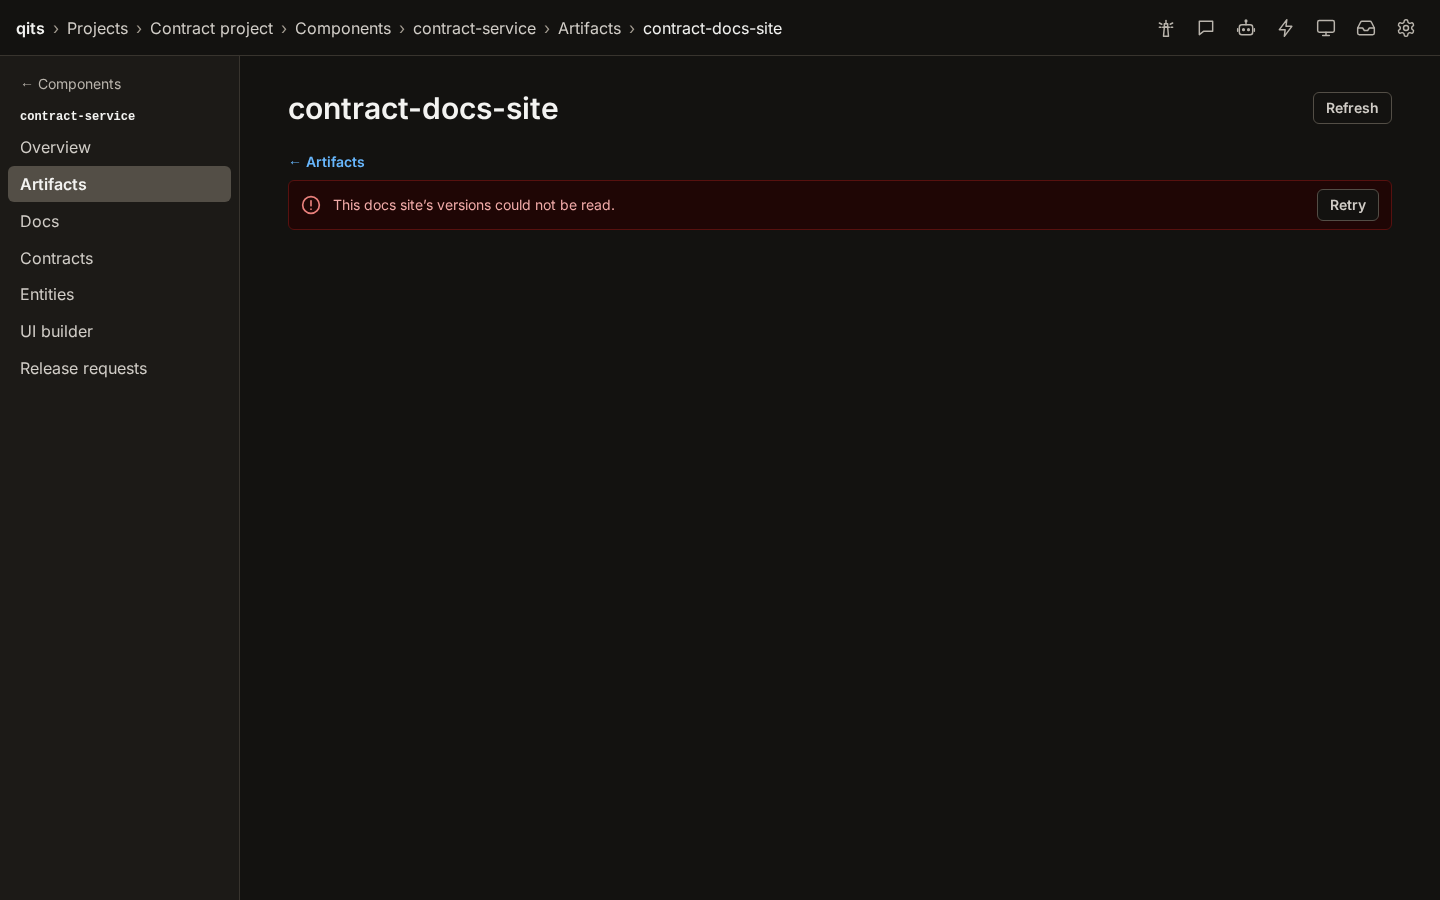 qits › Projects › Contract project › Components › contract-service › Artifacts › contract-docs-site
← Components
contract-service
Overview
Artifacts
Docs
Contracts
Entities
UI builder
Release requests
contract-docs-site
Refresh
← Artifacts
This docs site’s versions could not be read.
Retry